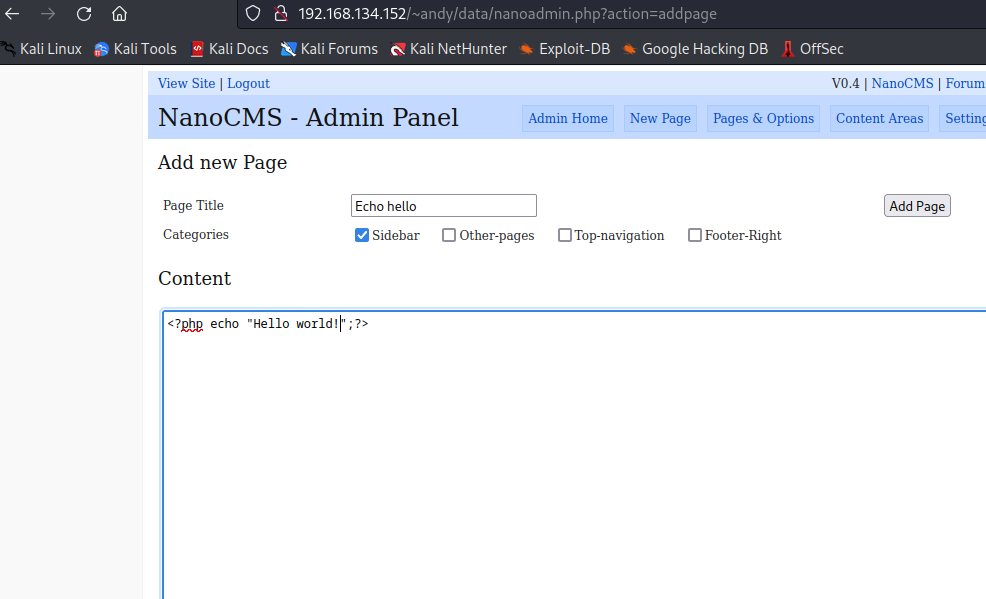 192.168.134.152/~andy/data/nanoadmin.php?action=addpage
Kali Linux Kali Tools Kali Docs Kali Forums Kali NetHunter Exploit-DB Google Hacking DB OffSec
View Site | Logout V0.4 | NanoCMS | Forum
NanoCMS - Admin Panel Admin Home New Page Pages & Options Content Areas Setting
Add new Page
Page Title Echo hello Add Page
Categories Sidebar Other-pages Top-navigation Footer-Right
Content
<?php echo "Hello world!";?>